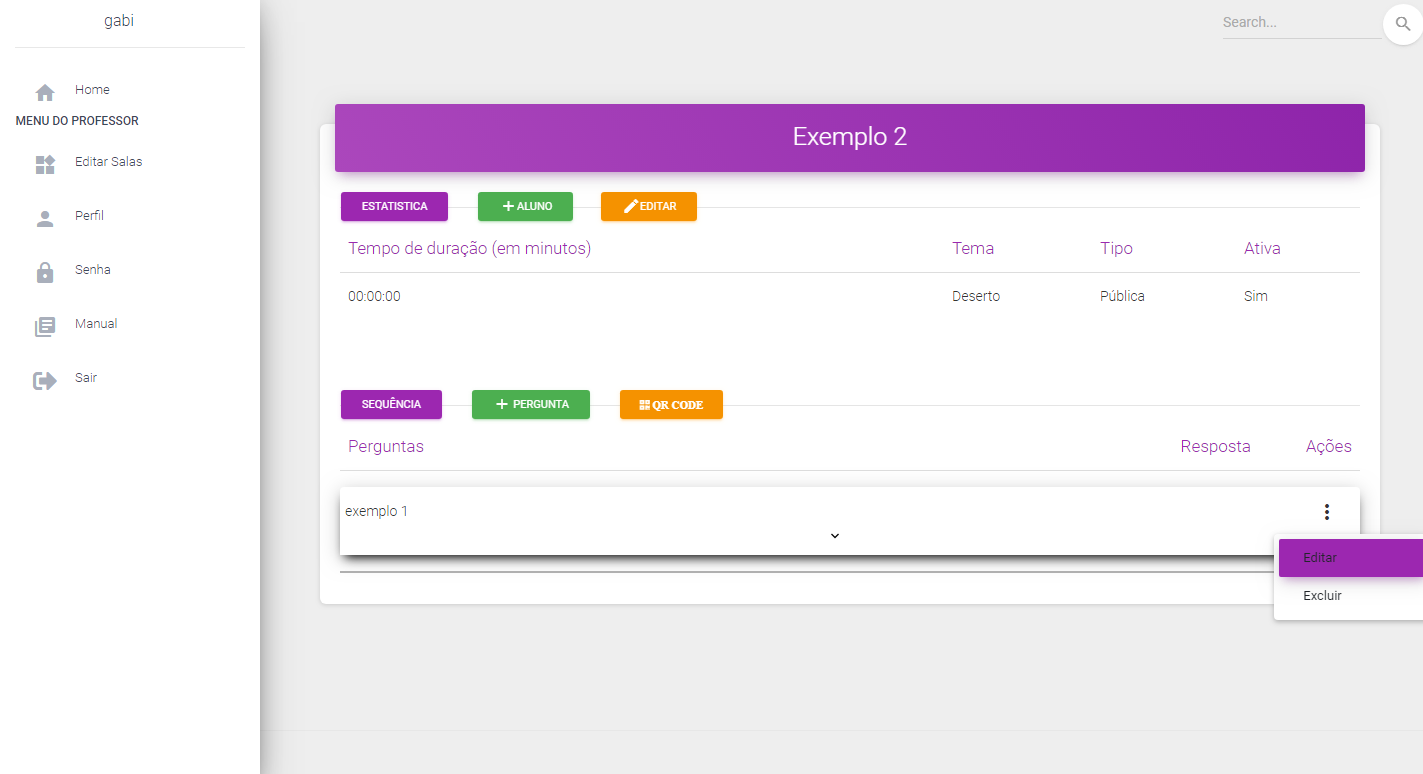 gabi
Search...
Home
MENU DO PROFESSOR
Editar Salas
Perfil
Senha
Manual
Sair
Exemplo 2
ESTATISTICA ALUNO EDITAR
Tempo de duração (em minutos) Tema Tipo Ativa
00:00:00 Deserto Pública Sim
SEQUÊNCIA PERGUNTA QR CODE
Perguntas Resposta Ações
exemplo 1
Editar
Excluir